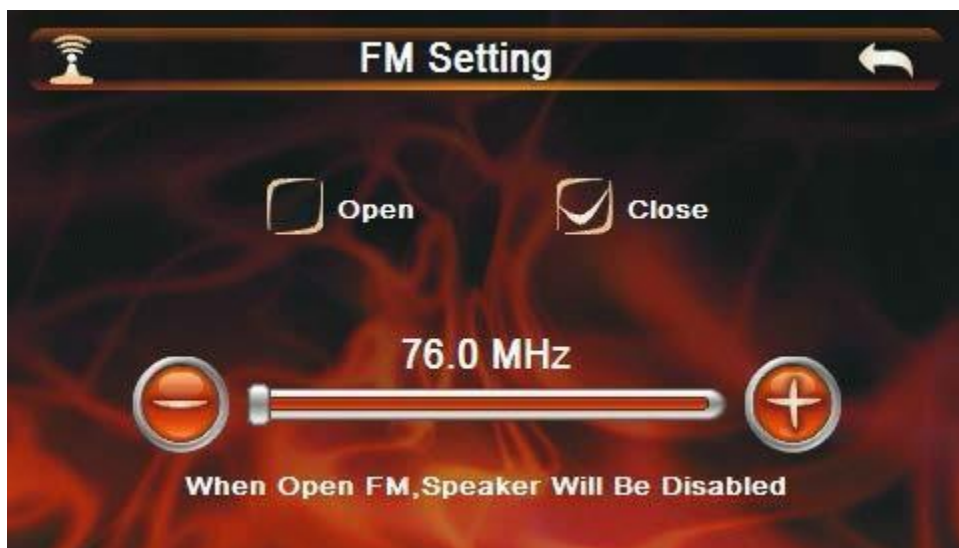 FM Setting
Open
Close
76.0 MHz
When Open FM,Speaker Will Be Disabled